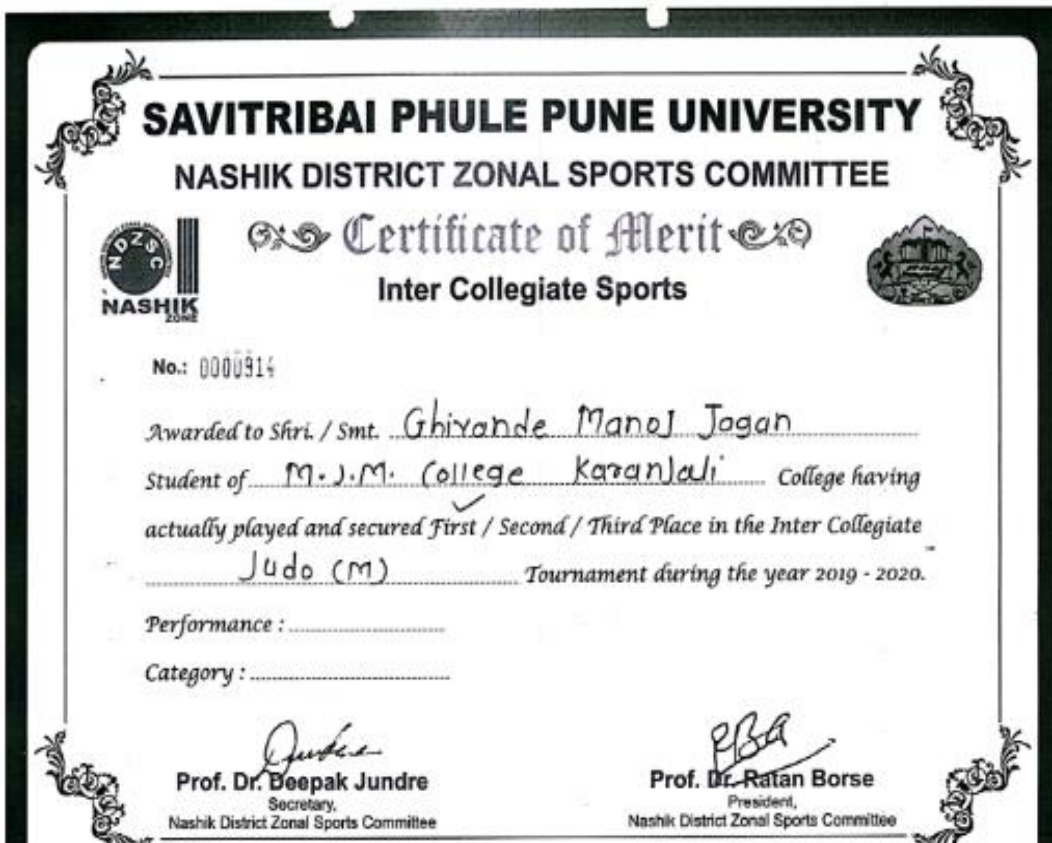 SAVITRIBAI PHULE PUNE UNIVERSITY
NASHIK DISTRICT ZONAL SPORTS COMMITTEE
Certificate of Merit
NDZSC
NASHIK
ZONE
Inter Collegiate Sports
No.: 0000914
Awarded to Shri. / Smt. Ghivande Manoj Jagan
Student of M.J.M. College Karanjali College having
actually played and secured First / Second / Third Place in the Inter Collegiate
Judo (M) Tournament during the year 2019 - 2020.
Performance :
Category :
Prof. Dr. Deepak Jundre
Secretary,
Nashik District Zonal Sports Committee
Prof. Dr. Ratan Borse
President,
Nashik District Zonal Sports Committee